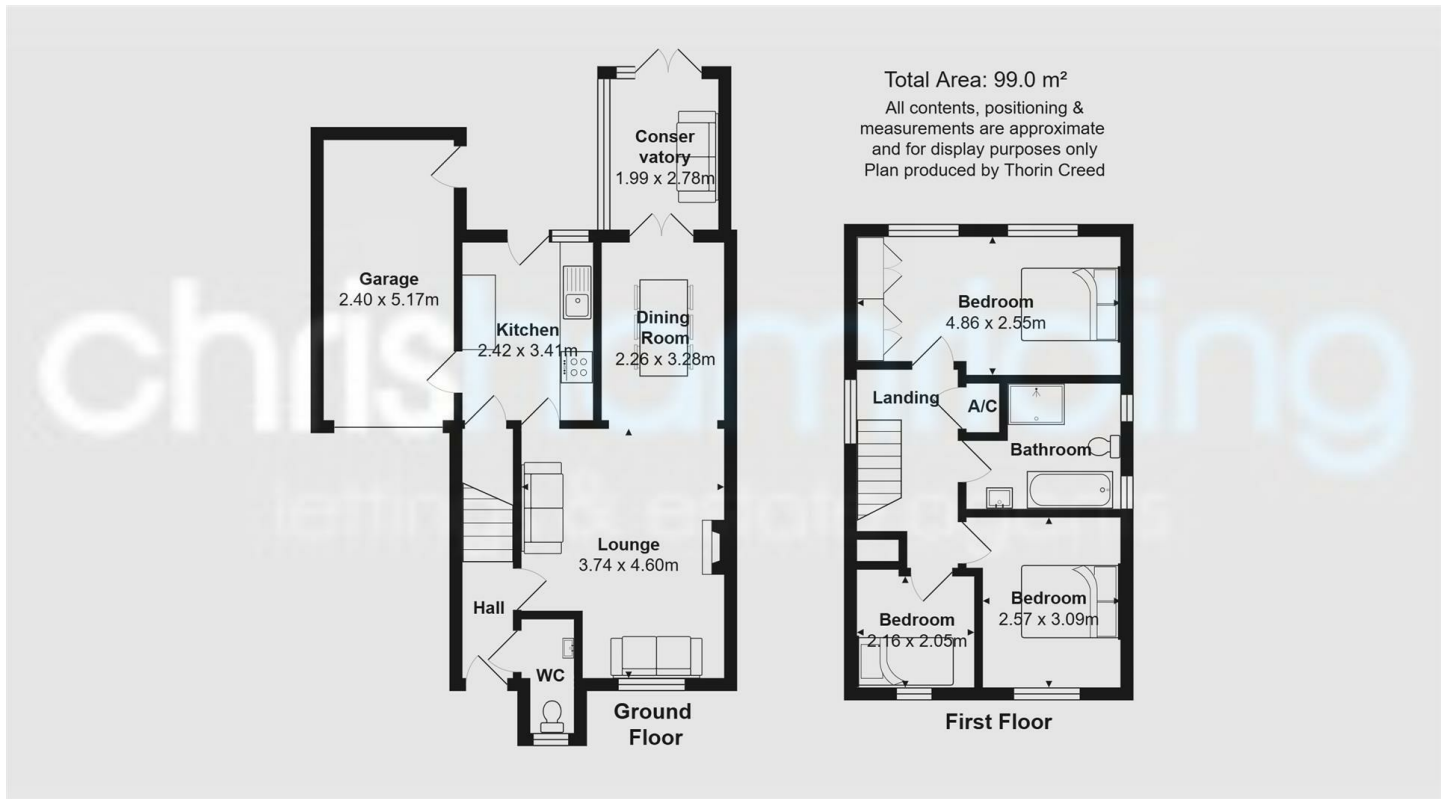 Total Area: 99.0 m²
All contents, positioning &
measurements are approximate
and for display purposes only
Plan produced by Thorin Creed
Conser
vatory
1.99 x 2.78m
Garage
2.40 x 5.17m
Kitchen
2.42 x 3.41m
Dining
Room
2.26 x 3.28m
Lounge
3.74 x 4.60m
Hall
WC
Ground
Floor
Bedroom
4.86 x 2.55m
Landing
A/C
Bathroom
Bedroom
2.57 x 3.09m
Bedroom
2.16 x 2.05m
First Floor